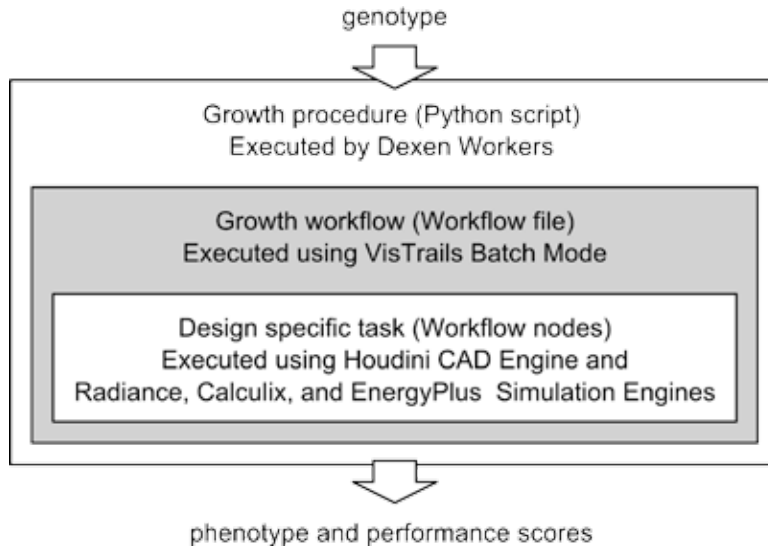 genotype
Growth procedure (Python script)
Executed by Dexen Workers
Growth workflow (Workflow file)
Executed using VisTrails Batch Mode
Design specific task (Workflow nodes)
Executed using Houdini CAD Engine and
Radiance, Calculix, and EnergyPlus Simulation Engines
phenotype and performance scores